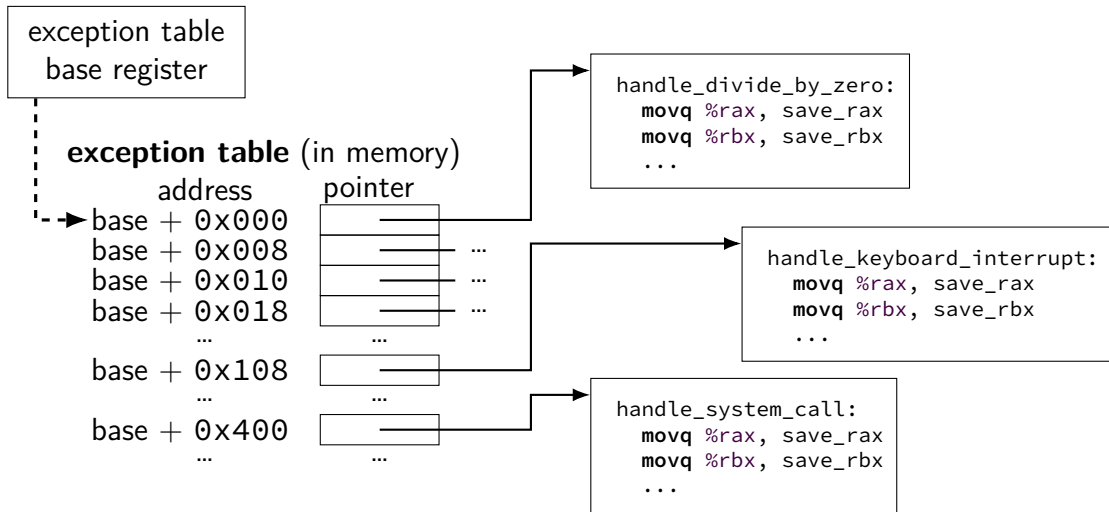 exception table
base register
exception table (in memory)
address pointer
base + 0x000
base + 0x008 ...
base + 0x010 ...
base + 0x018 ...
... ...
base + 0x108
... ...
base + 0x400
... ...
handle_divide_by_zero:
movq %rax, save_rax
movq %rbx, save_rbx
...
handle_keyboard_interrupt:
movq %rax, save_rax
movq %rbx, save_rbx
...
handle_system_call:
movq %rax, save_rax
movq %rbx, save_rbx
...